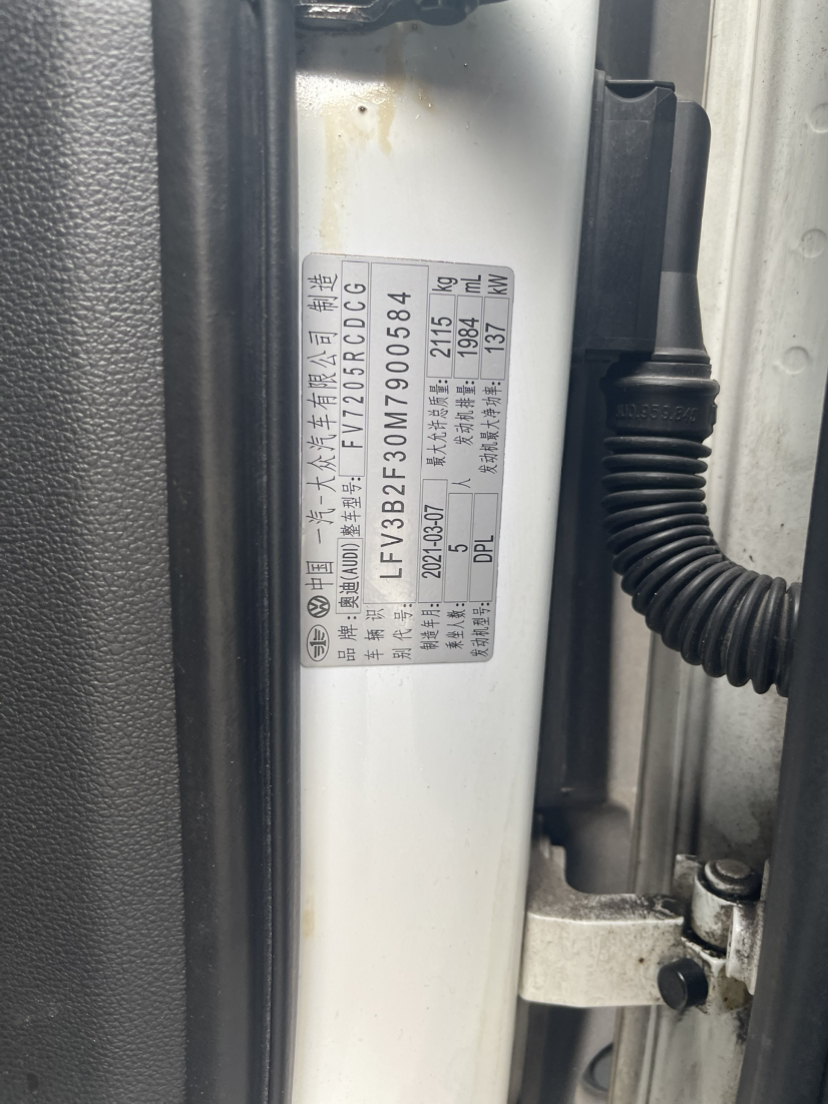 中国 一汽-大众汽车有限公司 制造
品牌: 奥迪(AUDI) 整车型号: FV7205RCDCG
车辆识别代号: LFV3B2F30M7900584
制造年月: 2021-03-07 最大允许总质量: 2115 kg
乘坐人数: 5 人 发动机排量: 1984 mL
发动机型号: DPL 发动机最大净功率: 137 kW